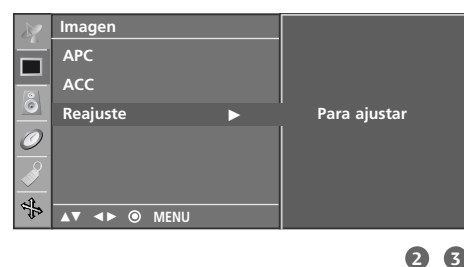 Imagen
APC
ACC
Reajuste ► Para ajustar
▲▼ ◄► ◉ MENU
2 3